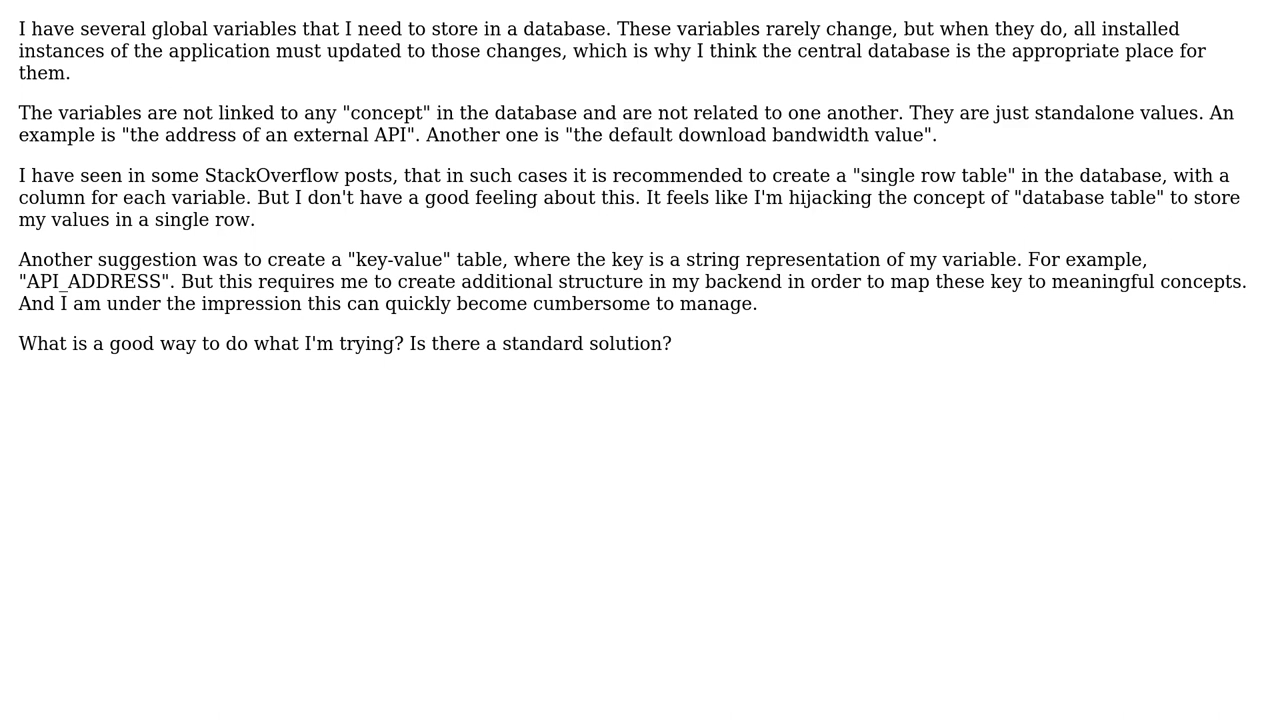 I have several global variables that I need to store in a database. These variables rarely change, but when they do, all installed
instances of the application must updated to those changes, which is why I think the central database is the appropriate place for
them.
The variables are not linked to any "concept" in the database and are not related to one another. They are just standalone values. An
example is "the address of an external API". Another one is "the default download bandwidth value".
I have seen in some StackOverflow posts, that in such cases it is recommended to create a "single row table" in the database, with a
column for each variable. But I don't have a good feeling about this. It feels like I'm hijacking the concept of "database table" to store
my values in a single row.
Another suggestion was to create a "key-value" table, where the key is a string representation of my variable. For example,
"API_ADDRESS". But this requires me to create additional structure in my backend in order to map these key to meaningful concepts.
And I am under the impression this can quickly become cumbersome to manage.
What is a good way to do what I'm trying? Is there a standard solution?